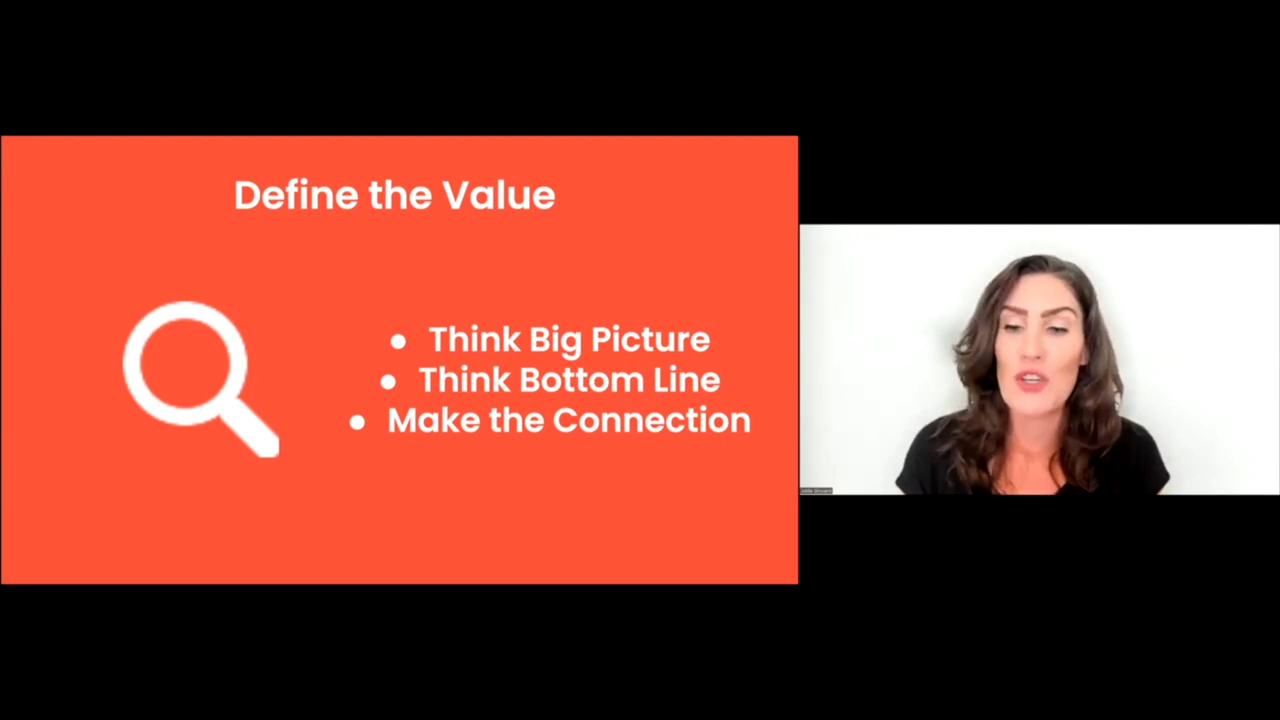 Define the Value
● Think Big Picture
● Think Bottom Line
● Make the Connection